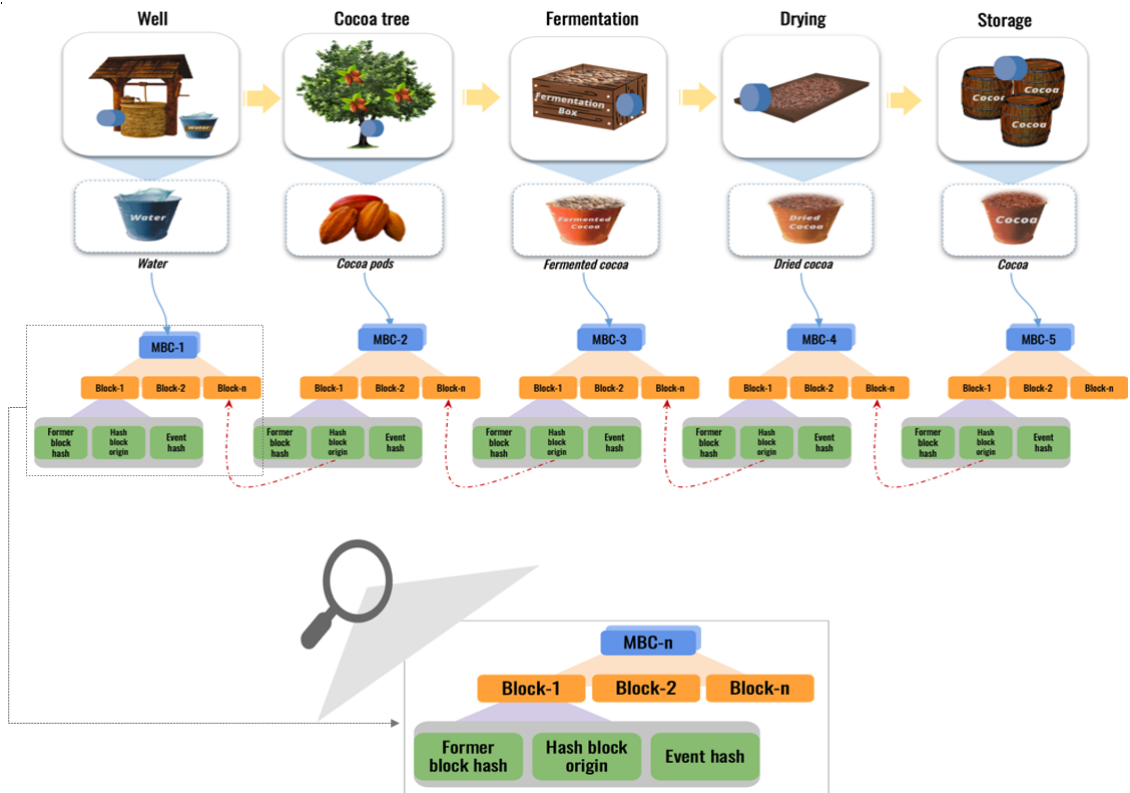 Well
Cocoa tree
Fermentation
Drying
Storage
Water
Fermentation
Box
Cocoa
Cocoa
Cocoa
Water
Fermented
Cocoa
Dried
Cocoa
Cocoa
Water
Cocoa pods
Fermented cocoa
Dried cocoa
Cocoa
MBC-1
MBC-2
MBC-3
MBC-4
MBC-5
Block-1
Block-2
Block-n
Block-1
Block-2
Block-n
Block-1
Block-2
Block-n
Block-1
Block-2
Block-n
Block-1
Block-2
Block-n
Former
block
hash
Hash
block
origin
Event
hash
Former
block
hash
Hash
block
origin
Event
hash
Former
block
hash
Hash
block
origin
Event
hash
Former
block
hash
Hash
block
origin
Event
hash
Former
block
hash
Hash
block
origin
Event
hash
MBC-n
Block-1
Block-2
Block-n
Former
block hash
Hash block
origin
Event hash